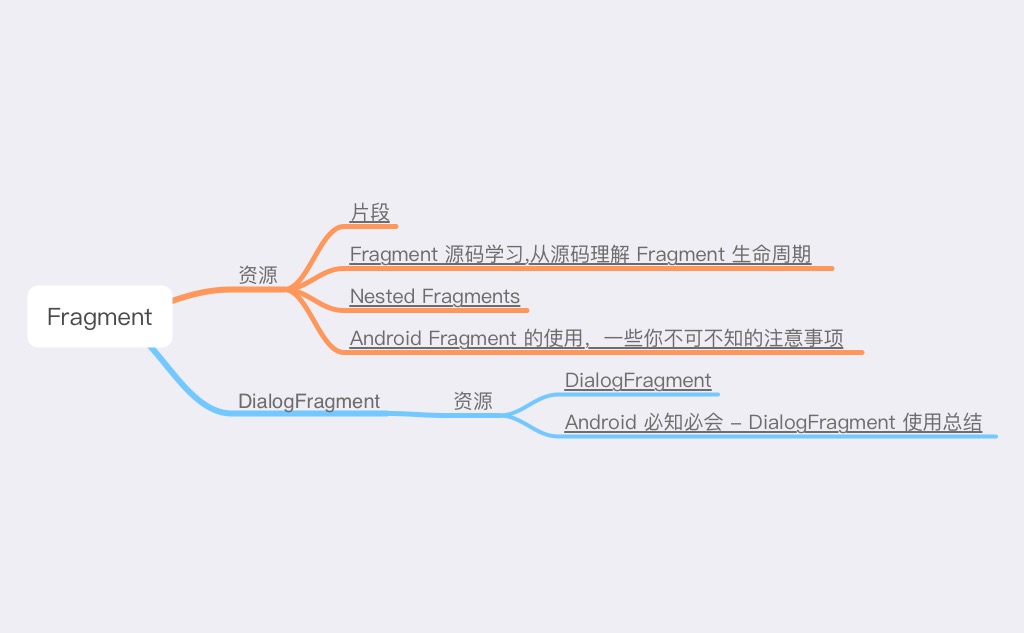 Fragment
资源
片段
Fragment 源码学习,从源码理解 Fragment 生命周期
Nested Fragments
Android Fragment 的使用，一些你不可不知的注意事项
DialogFragment
资源
DialogFragment
Android 必知必会 – DialogFragment 使用总结